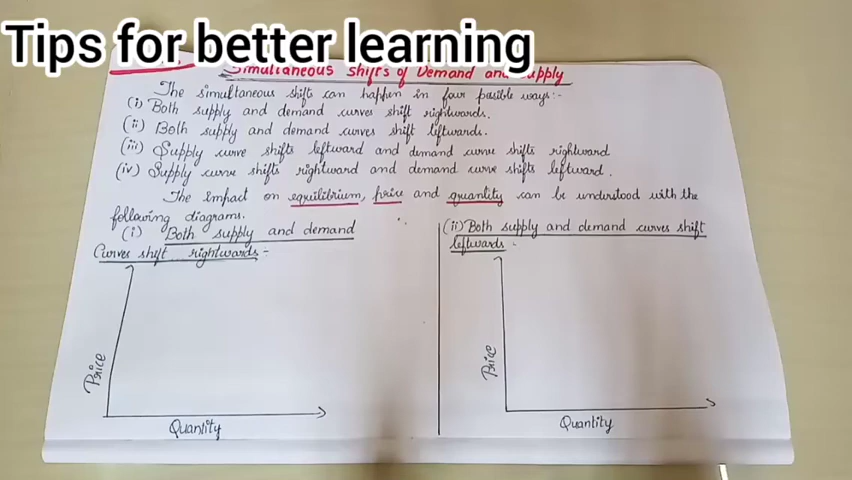 Tips for better learning
Simultaneous shifts of Demand and Supply
The simultaneous shifts can happen in four posible ways:-
(i) Both supply and demand curves shift rightwards.
(ii) Both supply and demand curves shift leftwards.
(iii) Supply curve shifts leftward and demand curve shifts rightward
(iv) Supply curve shifts rightward and demand curve shifts leftward.
The impact on equilibrium, price and quantity can be understood with the
following diagrams.
(i) Both supply and demand
Curves shift rightwards:-
Price
Quantity
(ii) Both supply and demand curves shift
leftwards :-
Price
Quantity